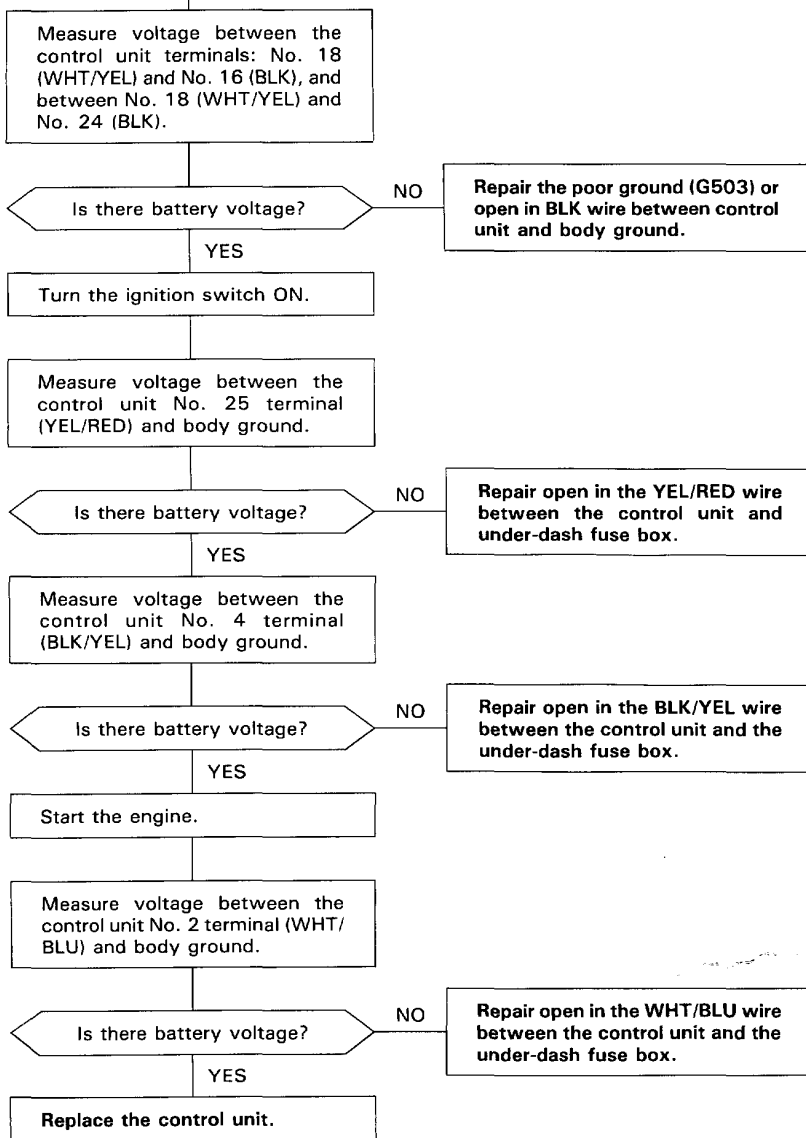 Measure voltage between the
control unit terminals: No. 18
(WHT/YEL) and No. 16 (BLK), and
between No. 18 (WHT/YEL) and
No. 24 (BLK).
Is there battery voltage?
NO
Repair the poor ground (G503) or
open in BLK wire between control
unit and body ground.
YES
Turn the ignition switch ON.
Measure voltage between the
control unit No. 25 terminal
(YEL/RED) and body ground.
Is there battery voltage?
NO
Repair open in the YEL/RED wire
between the control unit and
under-dash fuse box.
YES
Measure voltage between the
control unit No. 4 terminal
(BLK/YEL) and body ground.
Is there battery voltage?
NO
Repair open in the BLK/YEL wire
between the control unit and the
under-dash fuse box.
YES
Start the engine.
Measure voltage between the
control unit No. 2 terminal (WHT/
BLU) and body ground.
Is there battery voltage?
NO
Repair open in the WHT/BLU wire
between the control unit and the
under-dash fuse box.
YES
Replace the control unit.